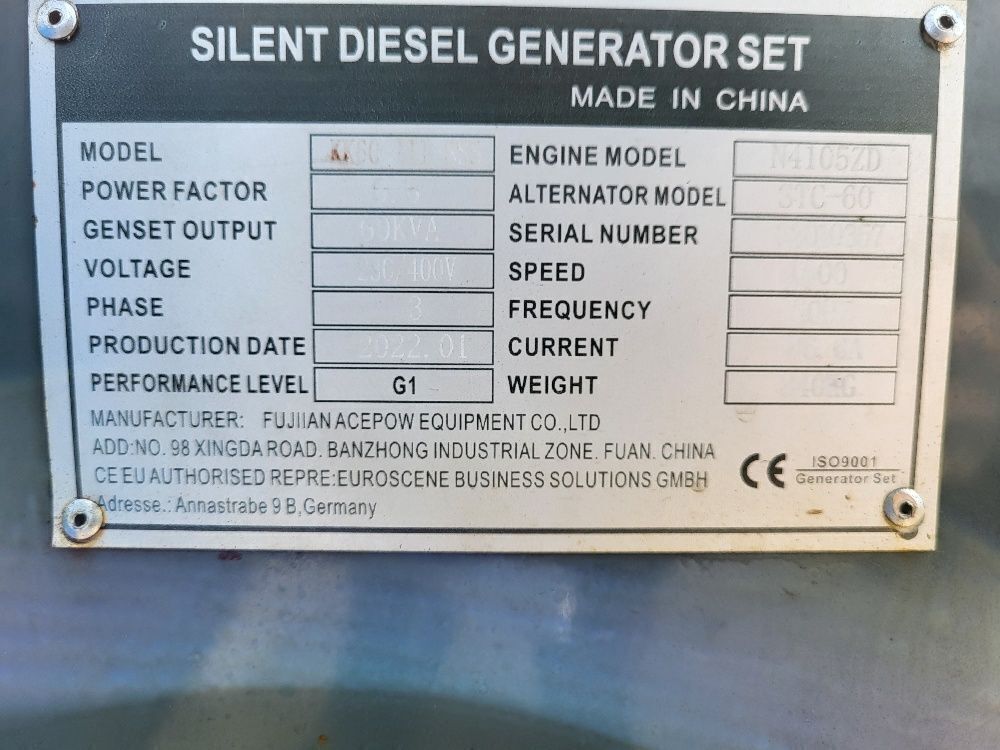 SILENT DIESEL GENERATOR SET
MADE IN CHINA
MODEL
ENGINE MODEL N4105ZD
POWER FACTOR
ALTERNATOR MODEL STC-60
GENSET OUTPUT 60KVA
SERIAL NUMBER
VOLTAGE 230/400V
SPEED
PHASE 3
FREQUENCY
PRODUCTION DATE 2022.01
CURRENT
PERFORMANCE LEVEL G1
WEIGHT
MANUFACTURER: FUJIIAN ACEPOW EQUIPMENT CO.,LTD
ADD:NO. 98 XINGDA ROAD. BANZHONG INDUSTRIAL ZONE. FUAN. CHINA
CE EU AUTHORISED REPRE:EUROSCENE BUSINESS SOLUTIONS GMBH
Adresse.: Annastrabe 9 B,Germany
CE ISO9001
Generator Set